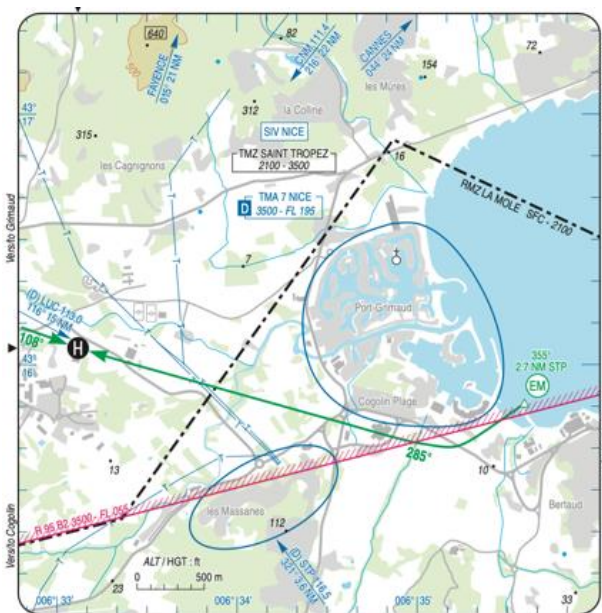 640
82
CNM 111.4
216° 22 NM
CANNES
044° 24 NM
72
FAYENCE
015° 21 NM
500
154
les Mûres
43°
17'
312
la Colline
315
SIV NICE
les Cagnignons
TMZ SAINT TROPEZ
2100 - 3500
16
RMZ LA MOLE SFC - 2100
D
TMA 7 NICE
3500 - FL 195
Vers/to Grimaud
7
Port-Grimaud
(D) LUC 113.0
116° 15 NM
108°
H
43°
16'
355°
2.7 NM STP
EM
Cogolin Plage
285°
13
10
R 95 B2 3500 - FL 055
les Massanes
112
Bertaud
Vers/to Cogolin
(D) STP 116.5
321° 3.6 NM
ALT / HGT : ft
0 500 m
23
33
006° 33'
006° 34'
006° 35'